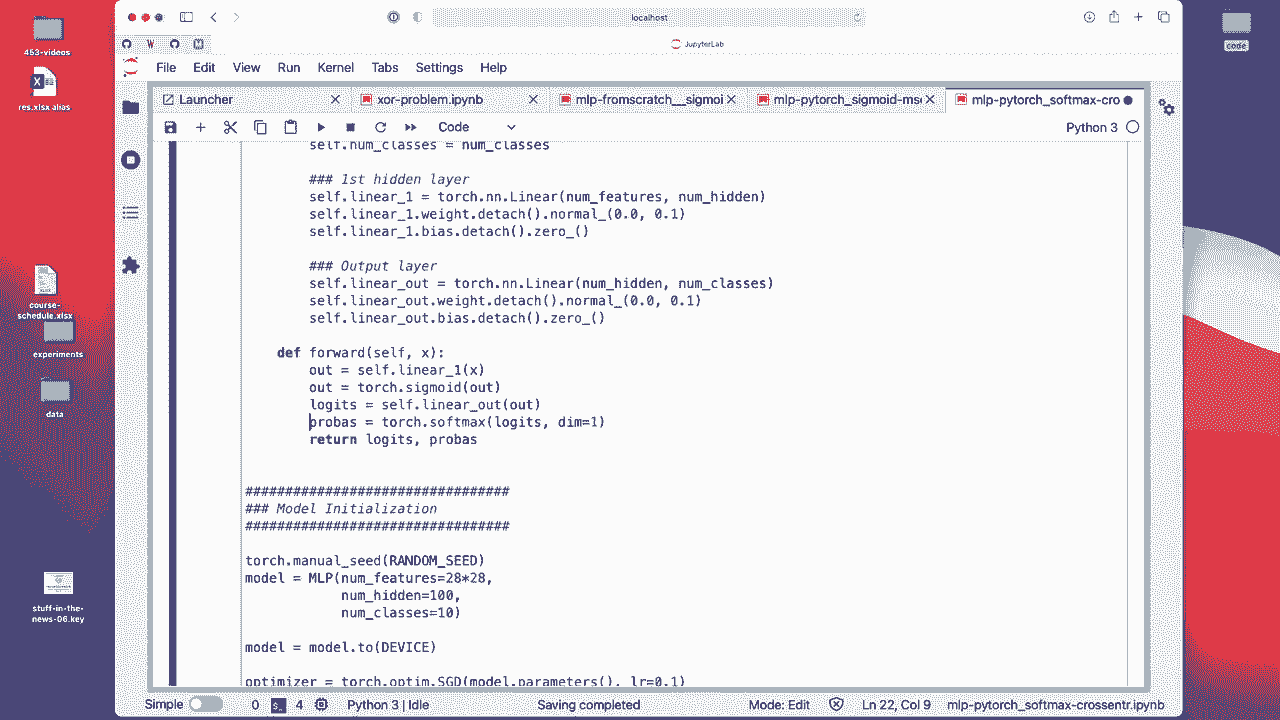 localhost
JupyterLab
File Edit View Run Kernel Tabs Settings Help
Launcher xor-problem.ipynb mlp-fromscratch__sigmoi mlp-pytorch_sigmoid-mse mlp-pytorch_softmax-cro
Code Python 3
self.num_classes = num_classes
### 1st hidden layer
self.linear_1 = torch.nn.Linear(num_features, num_hidden)
self.linear_1.weight.detach().normal_(0.0, 0.1)
self.linear_1.bias.detach().zero_()
### Output layer
self.linear_out = torch.nn.Linear(num_hidden, num_classes)
self.linear_out.weight.detach().normal_(0.0, 0.1)
self.linear_out.bias.detach().zero_()
def forward(self, x):
out = self.linear_1(x)
out = torch.sigmoid(out)
logits = self.linear_out(out)
probas = torch.softmax(logits, dim=1)
return logits, probas
#################################
### Model Initialization
#################################
torch.manual_seed(RANDOM_SEED)
model = MLP(num_features=28*28,
num_hidden=100,
num_classes=10)
model = model.to(DEVICE)
optimizer = torch.optim.SGD(model.parameters(), lr=0.1)
Simple 0 4 Python 3 | Idle Saving completed Mode: Edit Ln 22, Col 9 mlp-pytorch_softmax-crossentr.ipynb
453-videos
res.xlsx alias
course-
schedule.xlsx
experiments
data
stuff-in-the-
news-06.key
code